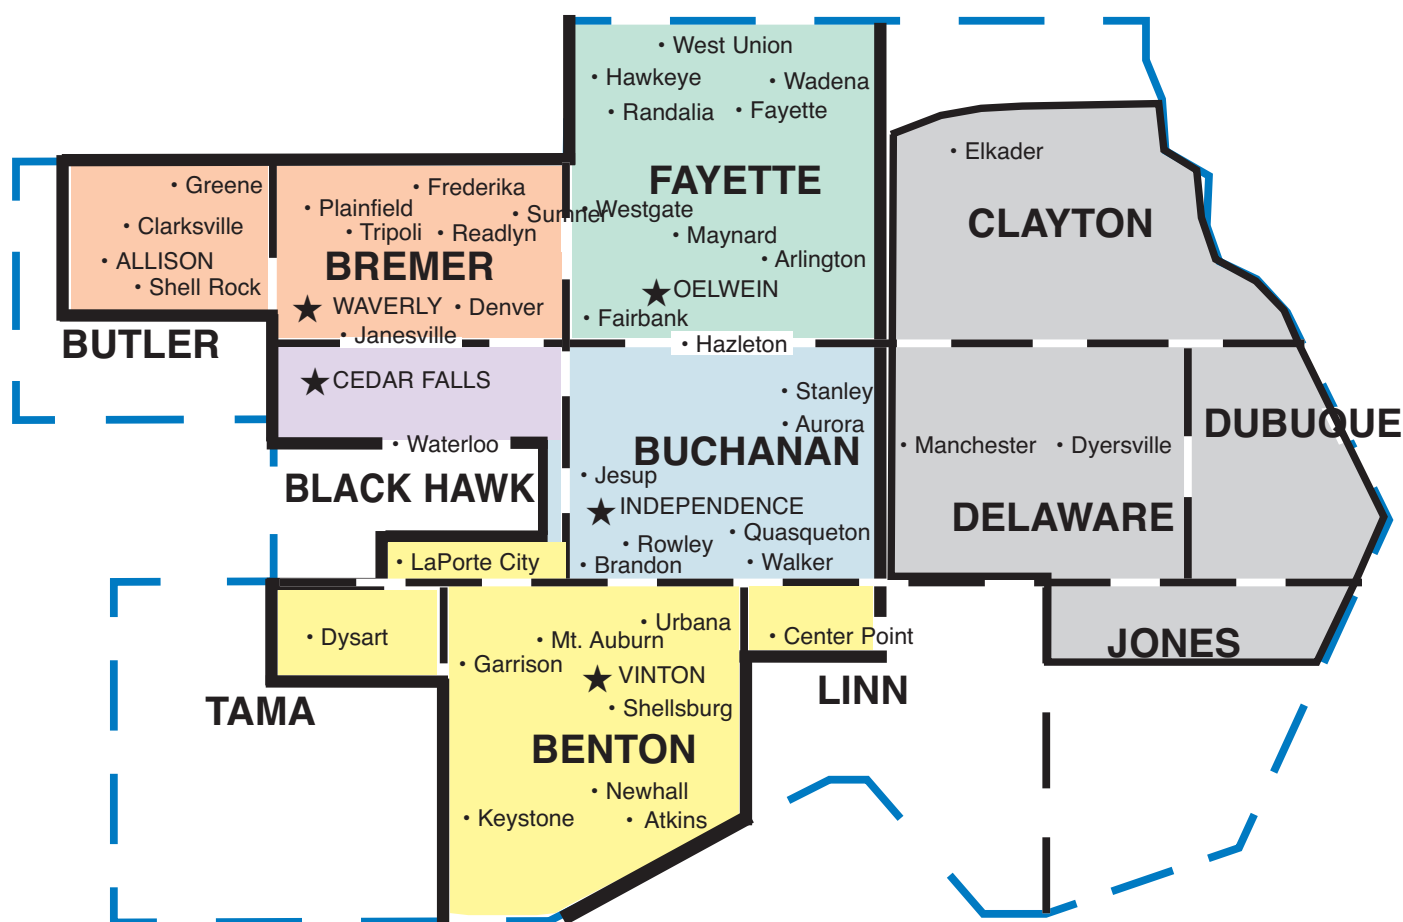 West Union
Hawkeye
Wadena
Randalia
Fayette
Elkader
FAYETTE
Greene
Frederika
Plainfield
Sumner
Westgate
CLAYTON
Clarksville
Tripoli
Readlyn
Maynard
ALLISON
BREMER
Arlington
Shell Rock
OELWEIN
WAVERLY
Denver
Fairbank
Janesville
BUTLER
Hazleton
CEDAR FALLS
Stanley
Aurora
DUBUQUE
Waterloo
BUCHANAN
Manchester
Dyersville
Jesup
BLACK HAWK
INDEPENDENCE
DELAWARE
Quasqueton
Rowley
LaPorte City
Brandon
Walker
Urbana
Dysart
Mt. Auburn
Center Point
JONES
Garrison
VINTON
LINN
TAMA
Shellsburg
BENTON
Newhall
Keystone
Atkins